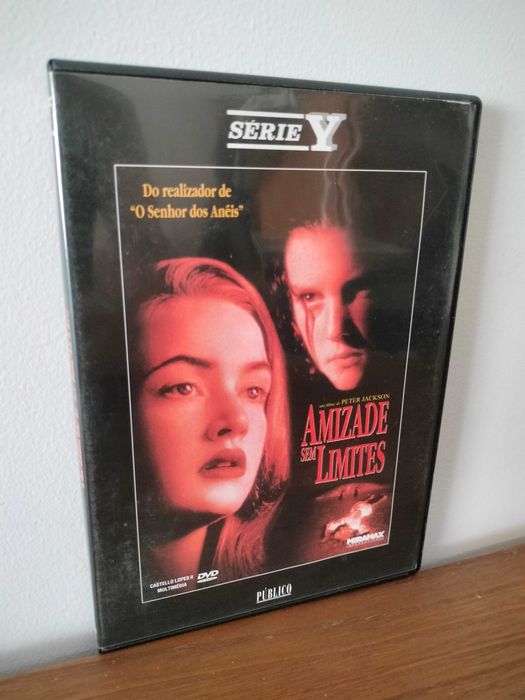 SÉRIE Y
Do realizador de
"O Senhor dos Anéis"
um filme de PETER JACKSON
AMIZADE
SEM LIMITES
MIRAMAX
CASTELLO LOPES
MULTIMÉDIA
DVD
PÚBLICO